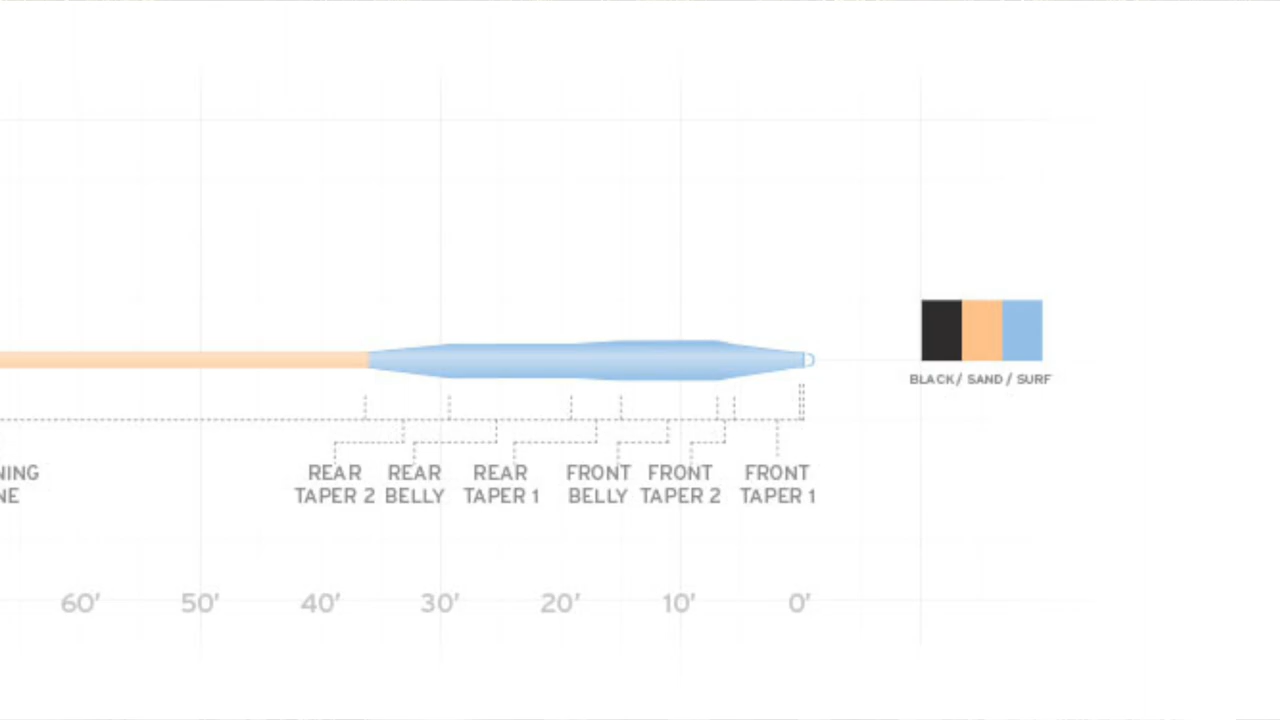 BLACK/ SAND / SURF
REAR TAPER 2
REAR BELLY
REAR TAPER 1
FRONT BELLY
FRONT TAPER 2
FRONT TAPER 1
60′ 50′ 40′ 30′ 20′ 10′ 0′